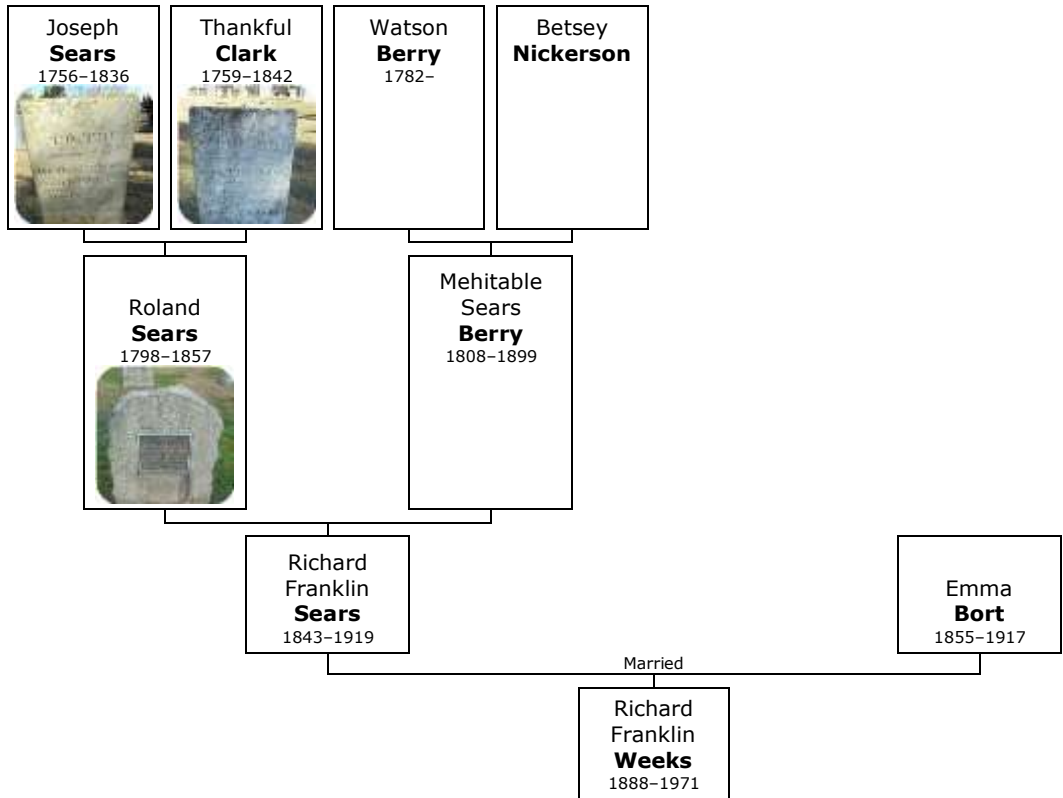 Joseph
Sears
1756–1836
Thankful
Clark
1759–1842
Watson
Berry
1782–
Betsey
Nickerson
Roland
Sears
1798–1857
Mehitable
Sears
Berry
1808–1899
Richard
Franklin
Sears
1843–1919
Emma
Bort
1855–1917
Married
Richard
Franklin
Weeks
1888–1971